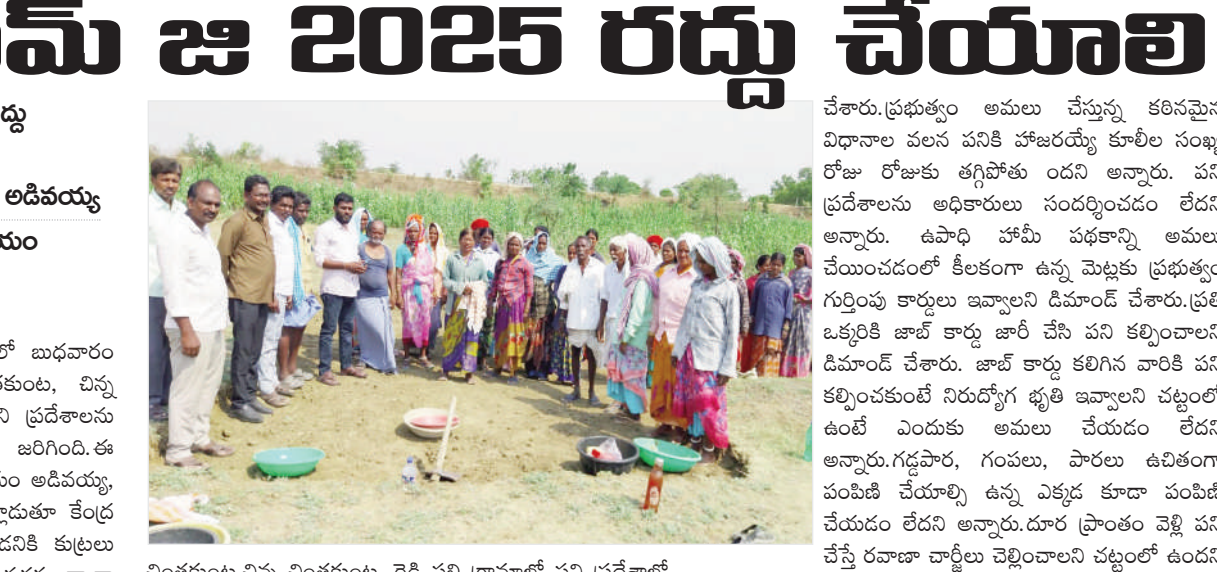 జి 2025 రద్దు చేయాలి
అడివయ్య
లో బుధవారం
చిన్న
ప్రదేశాలను
జరిగింది. ఈ
అడివయ్య,
కేంద్ర
కుట్రలు
చేశారు.ప్రభుత్వం అమలు చేస్తున్న కఠినమైన
విధానాల వలన పనికి హాజరయ్యే కూలీల సంఖ్య
రోజు రోజుకు తగ్గిపోతు ందని అన్నారు. పని
ప్రదేశాలను అధికారులు సందర్శించడం లేదని
అన్నారు. ఉపాధి హామీ పథకాన్ని అమలు
చేయించడంలో కీలకంగా ఉన్న మెట్లకు ప్రభుత్వం
గుర్తింపు కార్డులు ఇవ్వాలని డిమాండ్ చేశారు.ప్రతి
ఒక్కరికి జాబ్ కార్డు జారీ చేసి పని కల్పించాలని
డిమాండ్ చేశారు. జాబ్ కార్డు కలిగిన వారికి పని
కల్పించకుంటే నిరుద్యోగ భృతి ఇవ్వాలని చట్టంలో
ఉంటే ఎందుకు అమలు చేయడం లేదని
అన్నారు.గడ్డపార, గంపలు, పారలు ఉచితంగా
పంపిణి చేయాల్సి ఉన్న ఎక్కడ కూడా పంపిణి
చేయడం లేదని అన్నారు.దూర ప్రాంతం వెళ్లి పని
చేస్తే రవాణా చార్జీలు చెల్లించాలని చట్టంలో ఉందని